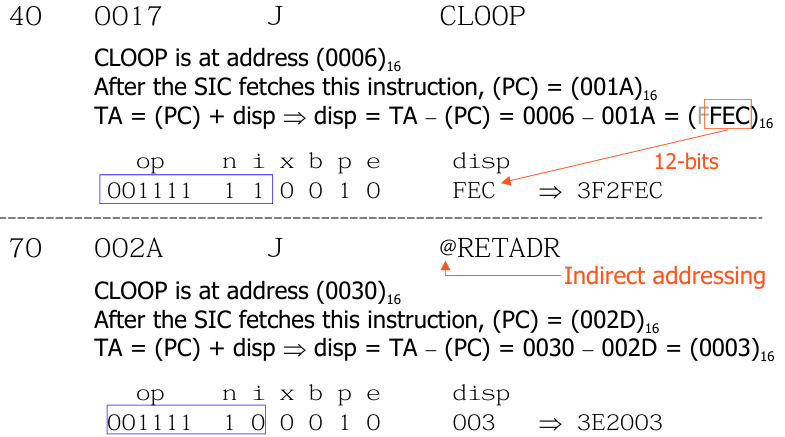 40 0017 J CLOOP
CLOOP is at address (0006)16
After the SIC fetches this instruction, (PC) = (001A)16
TA = (PC) + disp ⇒ disp = TA – (PC) = 0006 – 001A = (FFEC)16
op n i x b p e disp 12-bits
001111 1 1 0 0 1 0 FEC ⇒ 3F2FEC
70 002A J @RETADR
Indirect addressing
CLOOP is at address (0030)16
After the SIC fetches this instruction, (PC) = (002D)16
TA = (PC) + disp ⇒ disp = TA – (PC) = 0030 – 002D = (0003)16
op n i x b p e disp
001111 1 0 0 0 1 0 003 ⇒ 3E2003